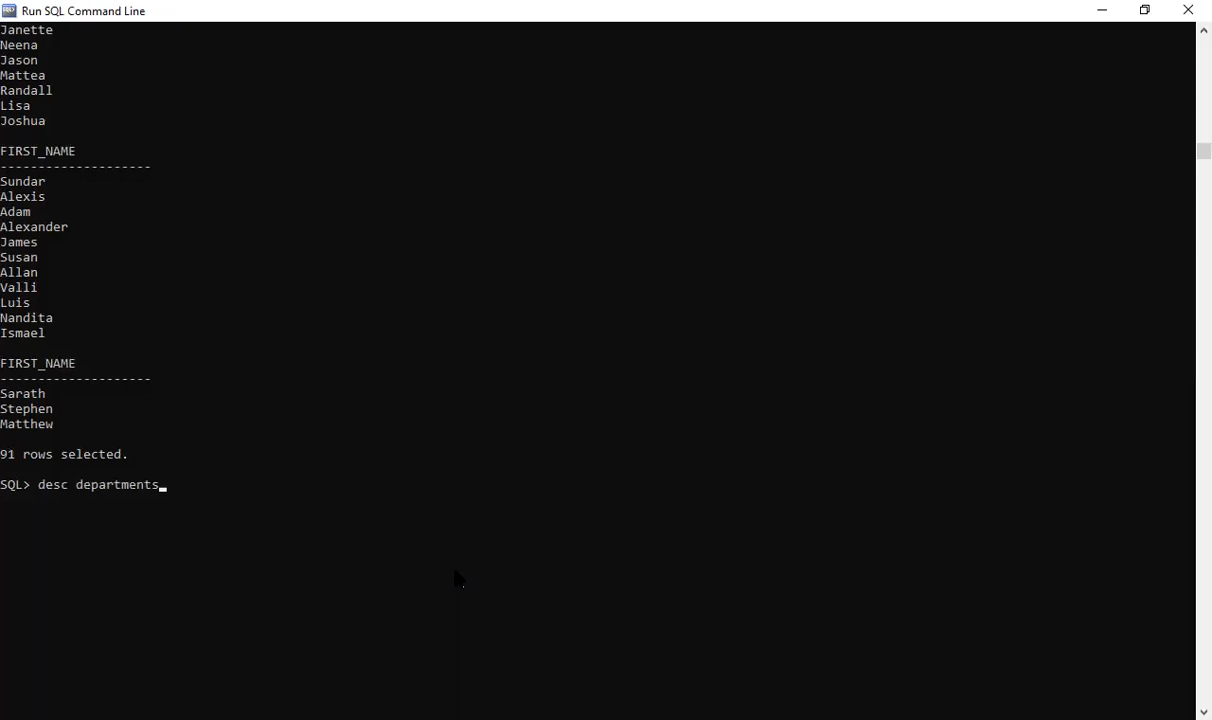 Run SQL Command Line
Janette
Neena
Jason
Mattea
Randall
Lisa
Joshua
FIRST_NAME
--------------------
Sundar
Alexis
Adam
Alexander
James
Susan
Allan
Valli
Luis
Nandita
Ismael
FIRST_NAME
--------------------
Sarath
Stephen
Matthew
91 rows selected.
SQL> desc departments